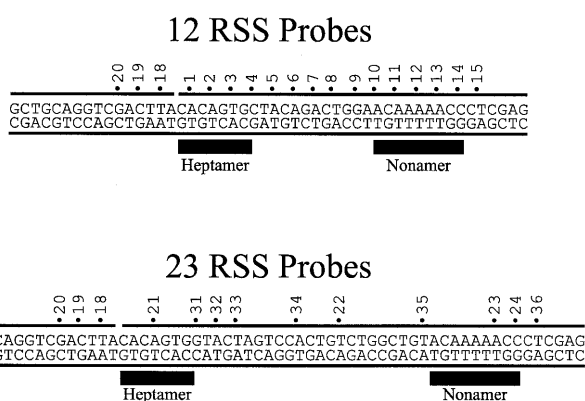 12 RSS Probes
20 19 18 1 2 3 4 5 6 7 8 9 10 11 12 13 14 15
GCTGCAGGTCGACTTACACAGTGCTACAGACTGGAACAAAAACCCTCGAG
CGACGTCCAGCTGAATGTGTCACGATGTCTGACCTTGTTTTTGGGAGCTC
Heptamer Nonamer
23 RSS Probes
20 19 18 21 31 32 33 34 22 35 23 24 36
CAGGTCGACTTACACAGTGGTACTAGTCCACTGTCTGGCTGTACAAAAACCCTCGAG
GTCCAGCTGAATGTGTCACCATGATCAGGTGACAGACCGACATGTTTTTGGGAGCTC
Heptamer Nonamer